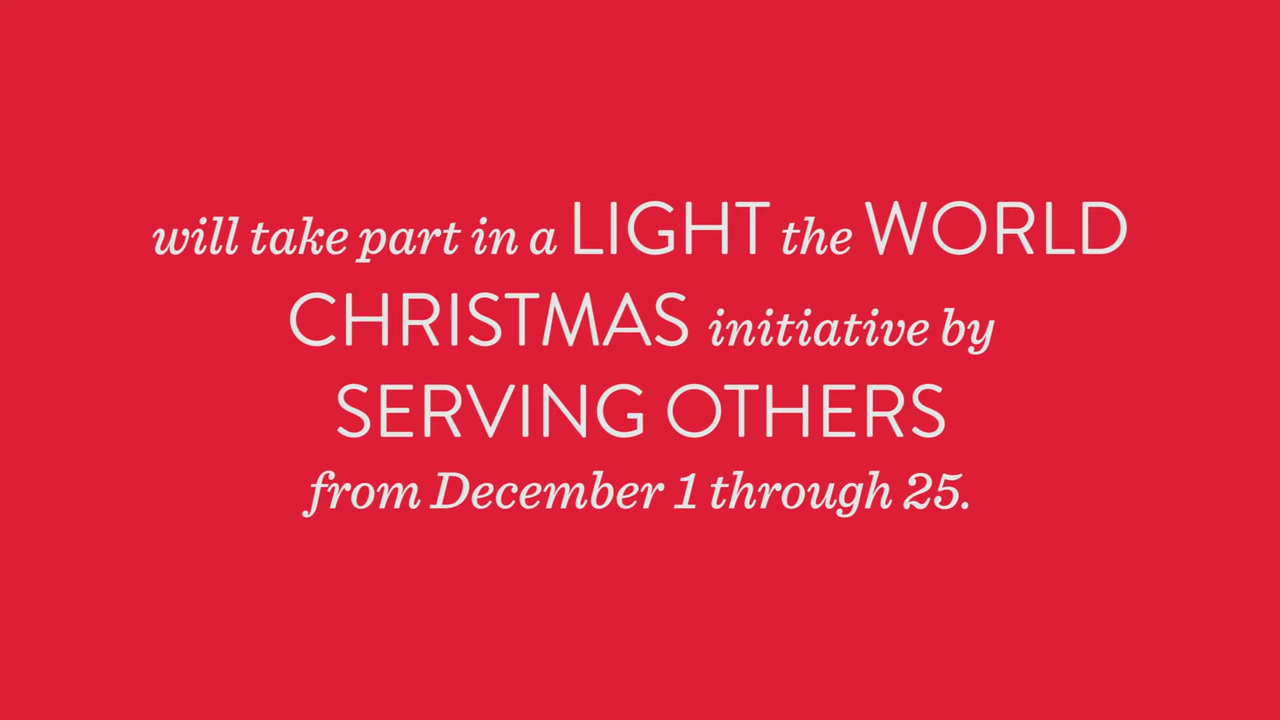 will take part in a LIGHT the WORLD
CHRISTMAS initiative by
SERVING OTHERS
from December 1 through 25.